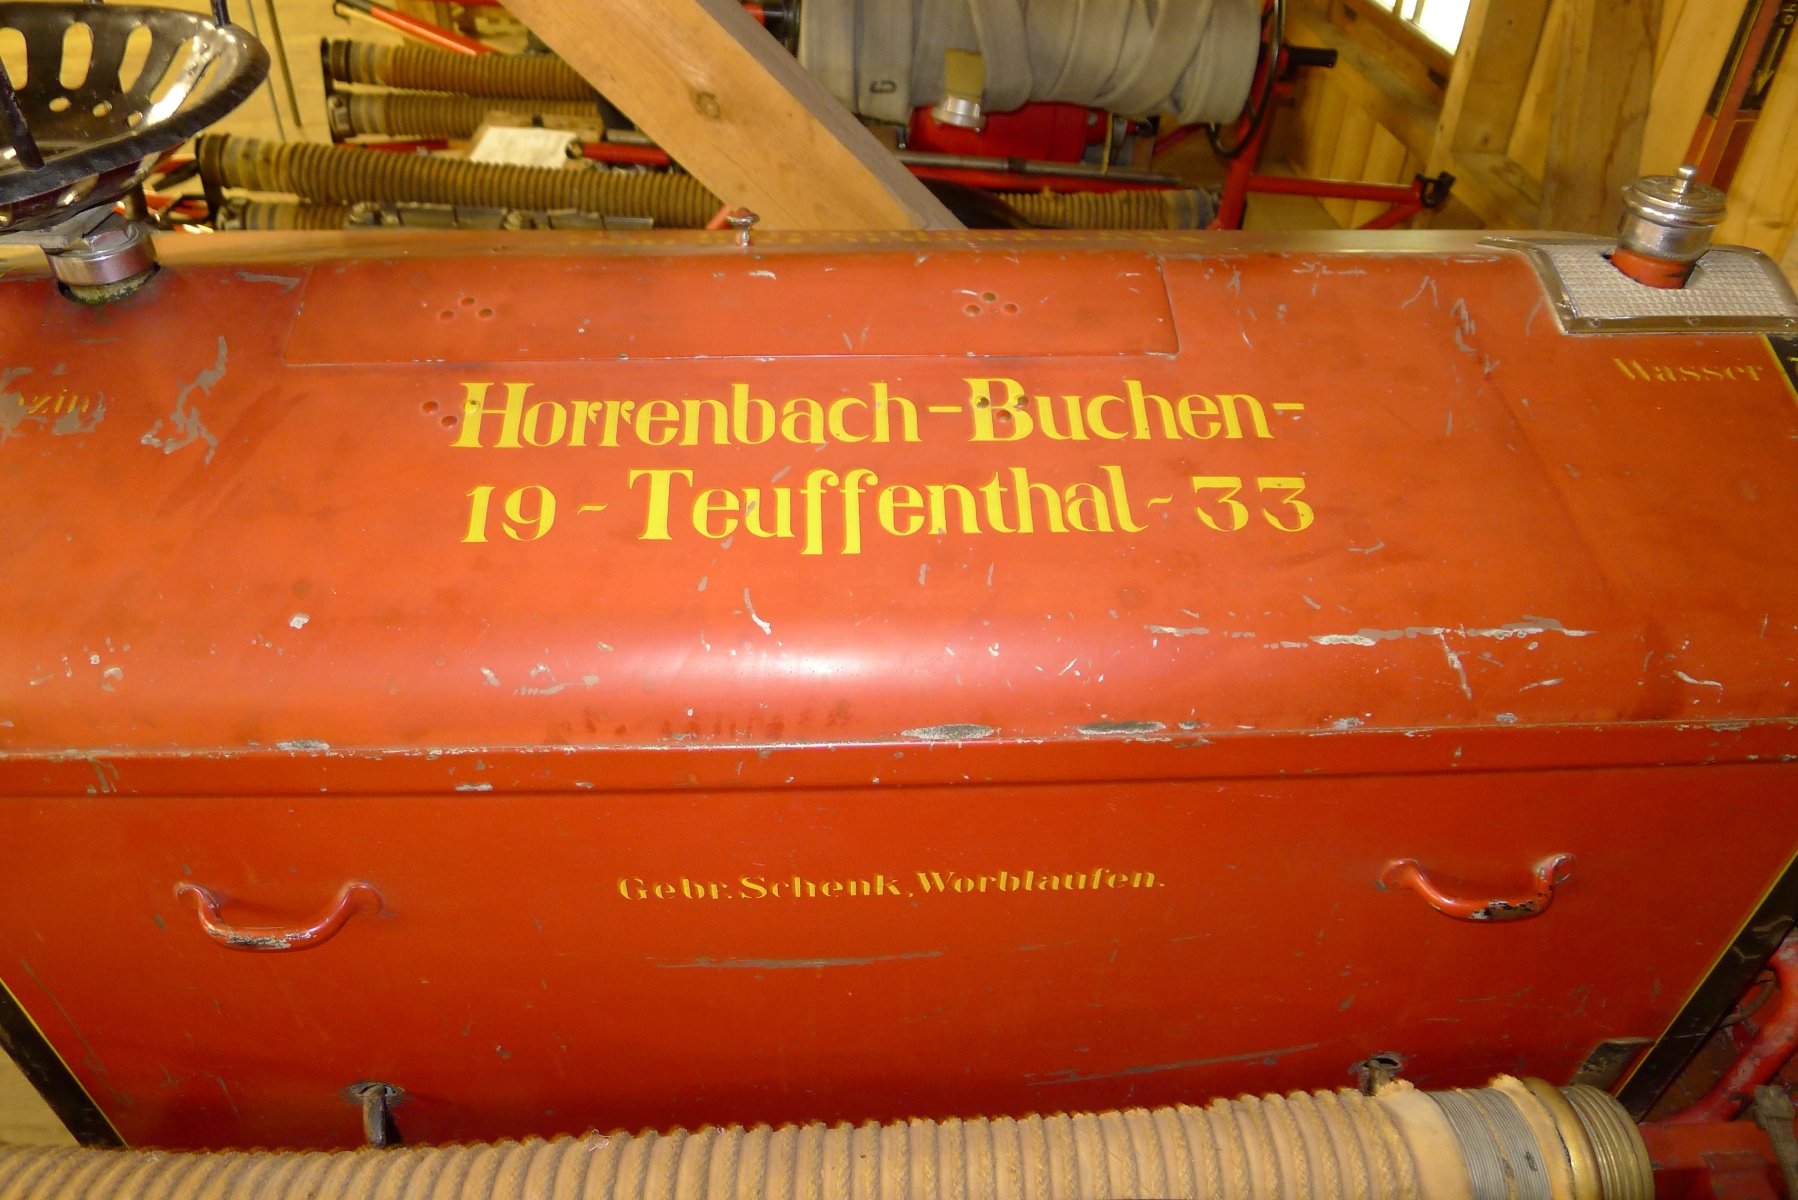 Horrenbach-Buchen-
19 - Teuffenthal - 33
Wasser
Gebr. Schenk, Worblaufen.
G